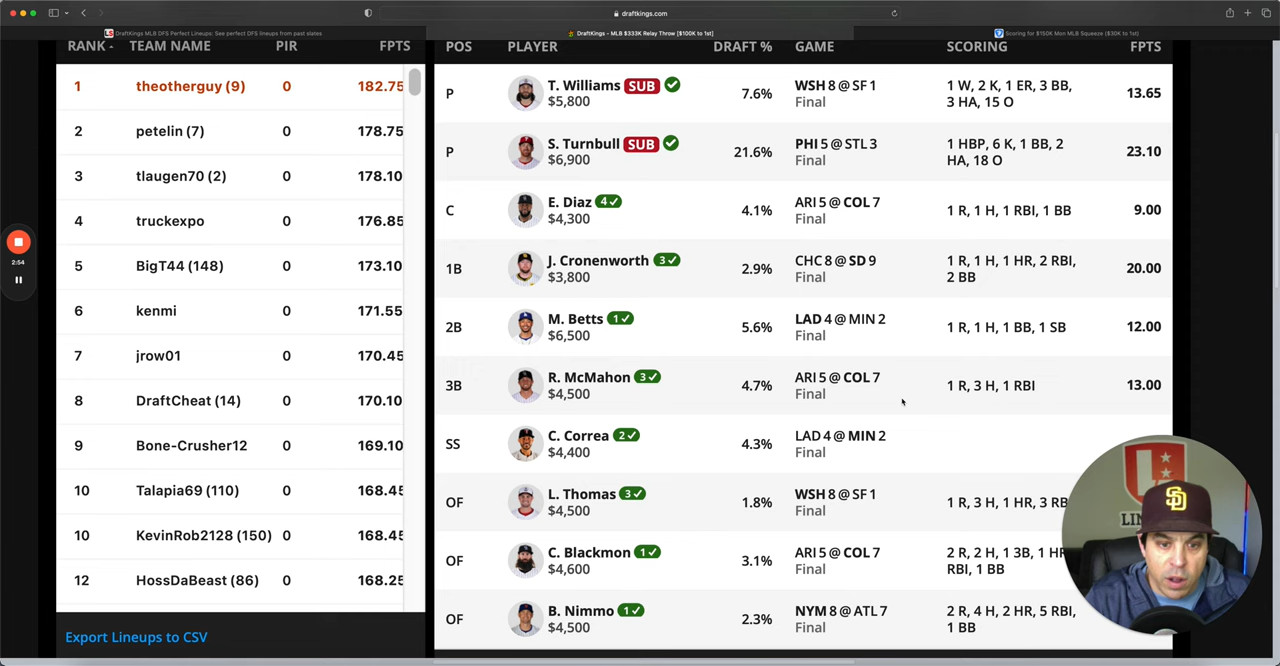 draftkings.com
DraftKings MLB DFS Perfect Lineups: See perfect DFS lineups from past slates
DraftKings - MLB $333K Relay Throw [$100K to 1st]
Scoring for $150K Mon MLB Squeeze ($30K to 1st)
RANK TEAM NAME PIR FPTS
1 theotherguy (9) 0 182.75
2 petelin (7) 0 178.75
3 tlaugen70 (2) 0 178.10
4 truckexpo 0 176.85
5 BigT44 (148) 0 173.10
6 kenmi 0 171.55
7 jrow01 0 170.45
8 DraftCheat (14) 0 170.10
9 Bone-Crusher12 0 169.10
10 Talapia69 (110) 0 168.45
10 KevinRob2128 (150) 0 168.45
12 HossDaBeast (86) 0 168.25
Export Lineups to CSV
2:54
POS PLAYER DRAFT % GAME SCORING FPTS
P T. Williams SUB 7.6% WSH 8 @ SF 1 1 W, 2 K, 1 ER, 3 BB, 13.65
$5,800 Final 3 HA, 15 O
P S. Turnbull SUB 21.6% PHI 5 @ STL 3 1 HBP, 6 K, 1 BB, 2 23.10
$6,900 Final HA, 18 O
C E. Diaz 4 4.1% ARI 5 @ COL 7 1 R, 1 H, 1 RBI, 1 BB 9.00
$4,300 Final
1B J. Cronenworth 3 2.9% CHC 8 @ SD 9 1 R, 1 H, 1 HR, 2 RBI, 20.00
$3,800 Final 2 BB
2B M. Betts 1 5.6% LAD 4 @ MIN 2 1 R, 1 H, 1 BB, 1 SB 12.00
$6,500 Final
3B R. McMahon 3 4.7% ARI 5 @ COL 7 1 R, 3 H, 1 RBI 13.00
$4,500 Final
SS C. Correa 2 4.3% LAD 4 @ MIN 2
$4,400 Final
OF L. Thomas 3 1.8% WSH 8 @ SF 1 1 R, 3 H, 1 HR, 3 RB
$4,500 Final
OF C. Blackmon 1 3.1% ARI 5 @ COL 7 2 R, 2 H, 1 3B, 1 H
$4,600 Final RBI, 1 BB
OF B. Nimmo 1 2.3% NYM 8 @ ATL 7 2 R, 4 H, 2 HR, 5 RBI,
$4,500 Final 1 BB
SD